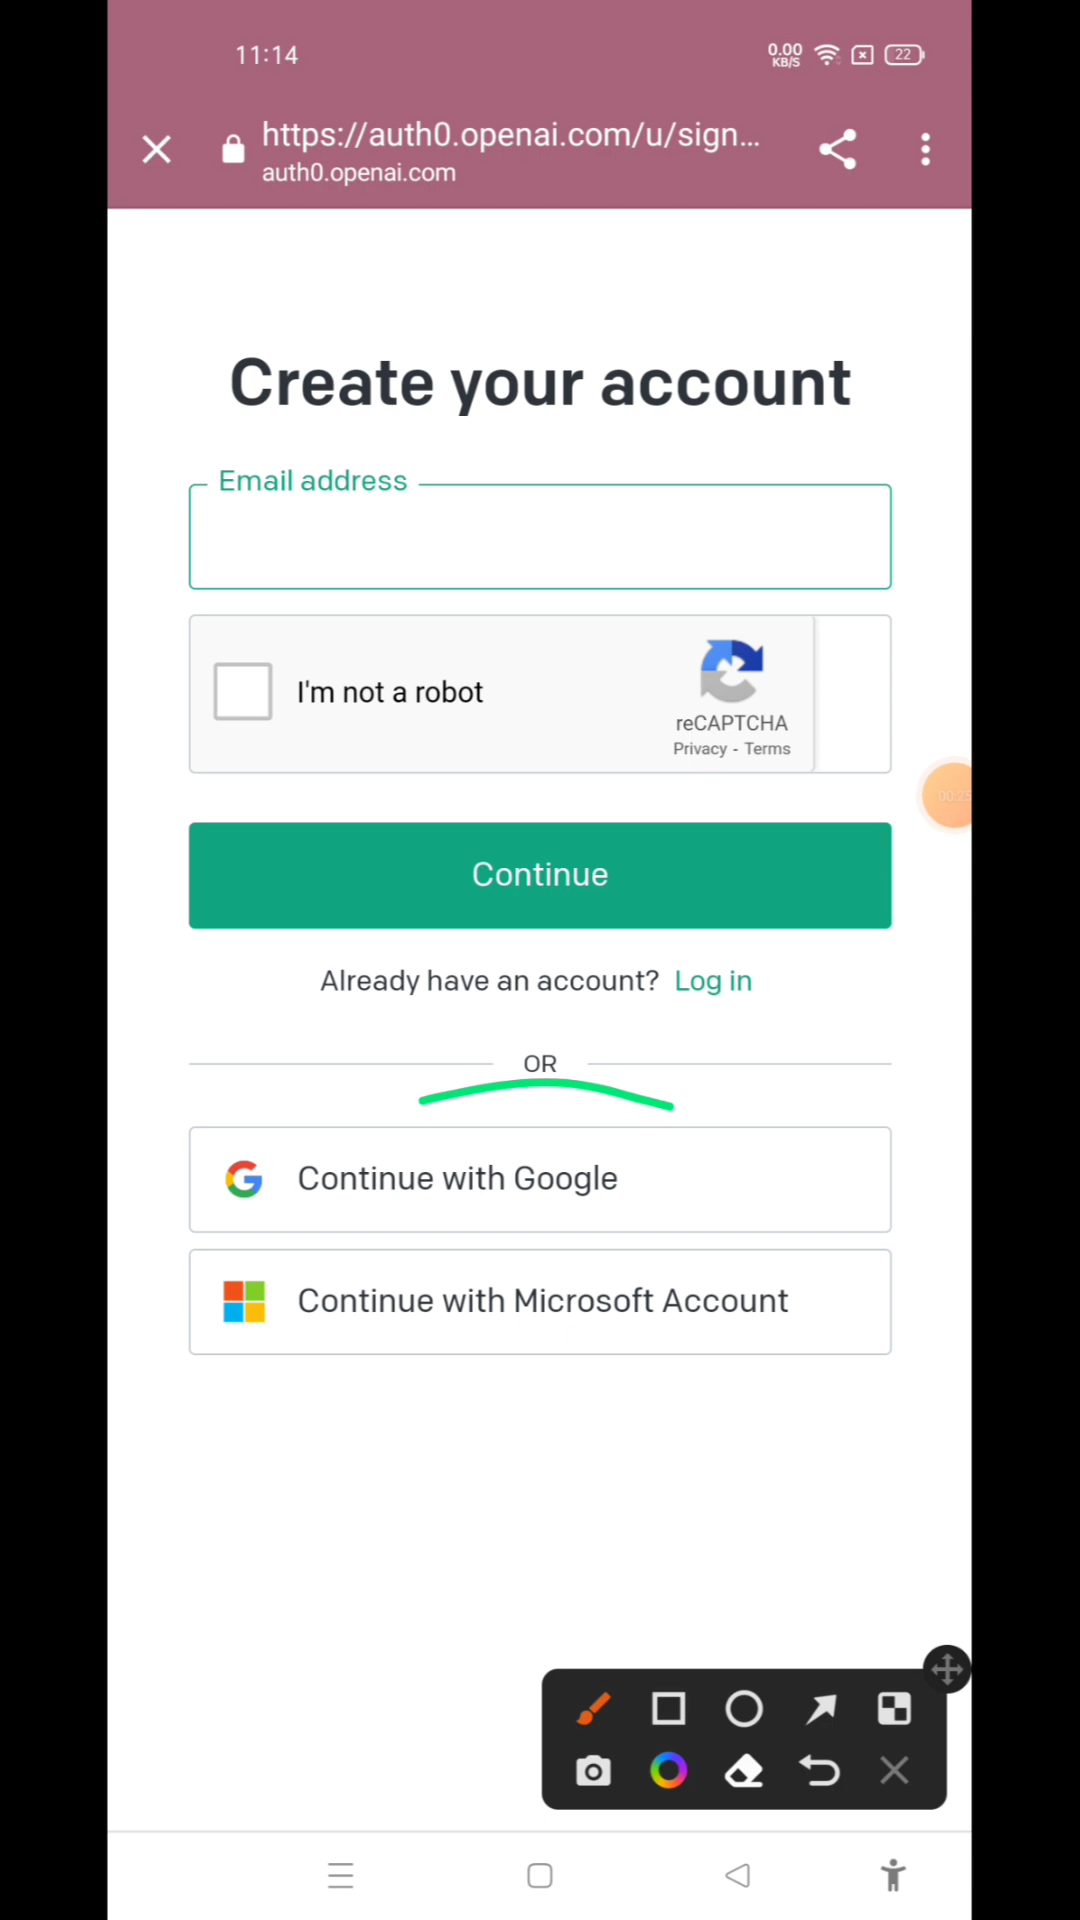 11:14
0.00
KB/S
22
https://auth0.openai.com/u/sign...
auth0.openai.com
Create your account
Email address
I'm not a robot
reCAPTCHA
Privacy - Terms
00:25
Continue
Already have an account? Log in
OR
Continue with Google
Continue with Microsoft Account